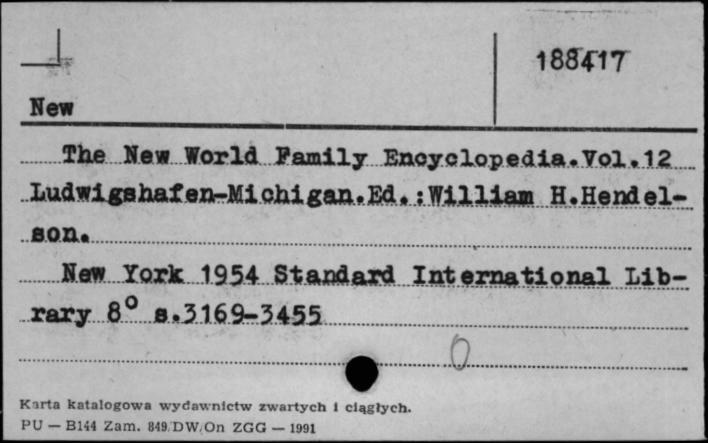 188417
New
The New World Family Encyclopedia.Vol.12
Ludwigshafen-Michigan.Ed.:William H.Hendel-
son.
New York 1954 Standard International Lib-
rary 8° s.3169-3455
0
Karta katalogowa wydawnictw zwartych i ciągłych.
PU — B144 Zam. 849/DW/On ZGG — 1991